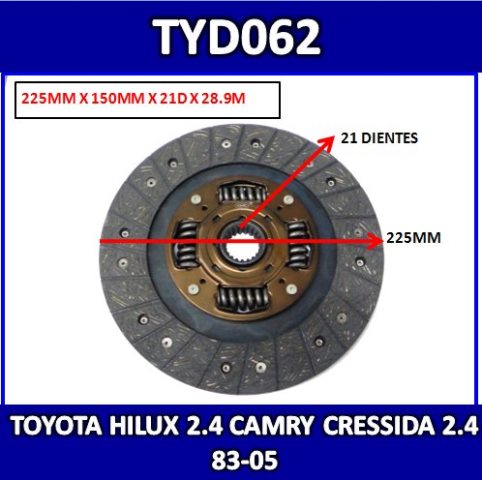 TYD062
225MM X 150MM X 21D X 28.9M
21 DIENTES
225MM
TOYOTA HILUX 2.4 CAMRY CRESSIDA 2.4
83-05